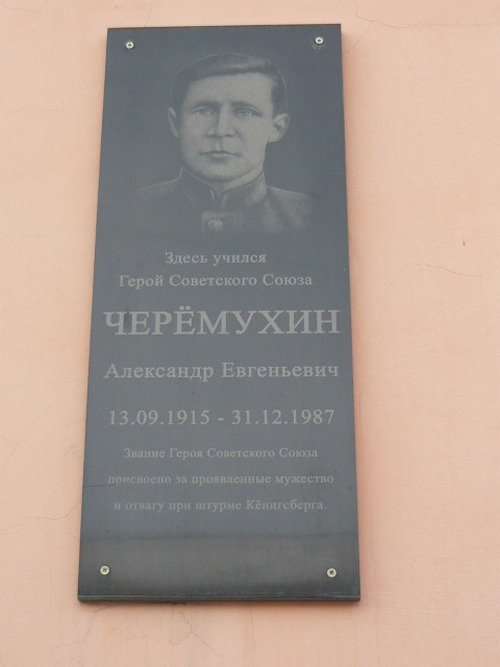 Здесь учился
Герой Советского Союза
ЧЕРЁМУХИН
Александр Евгеньевич
13.09.1915 - 31.12.1987
Звание Героя Советского Союза
присвоено за проявленные мужество
и отвагу при штурме Кёнигсберга.